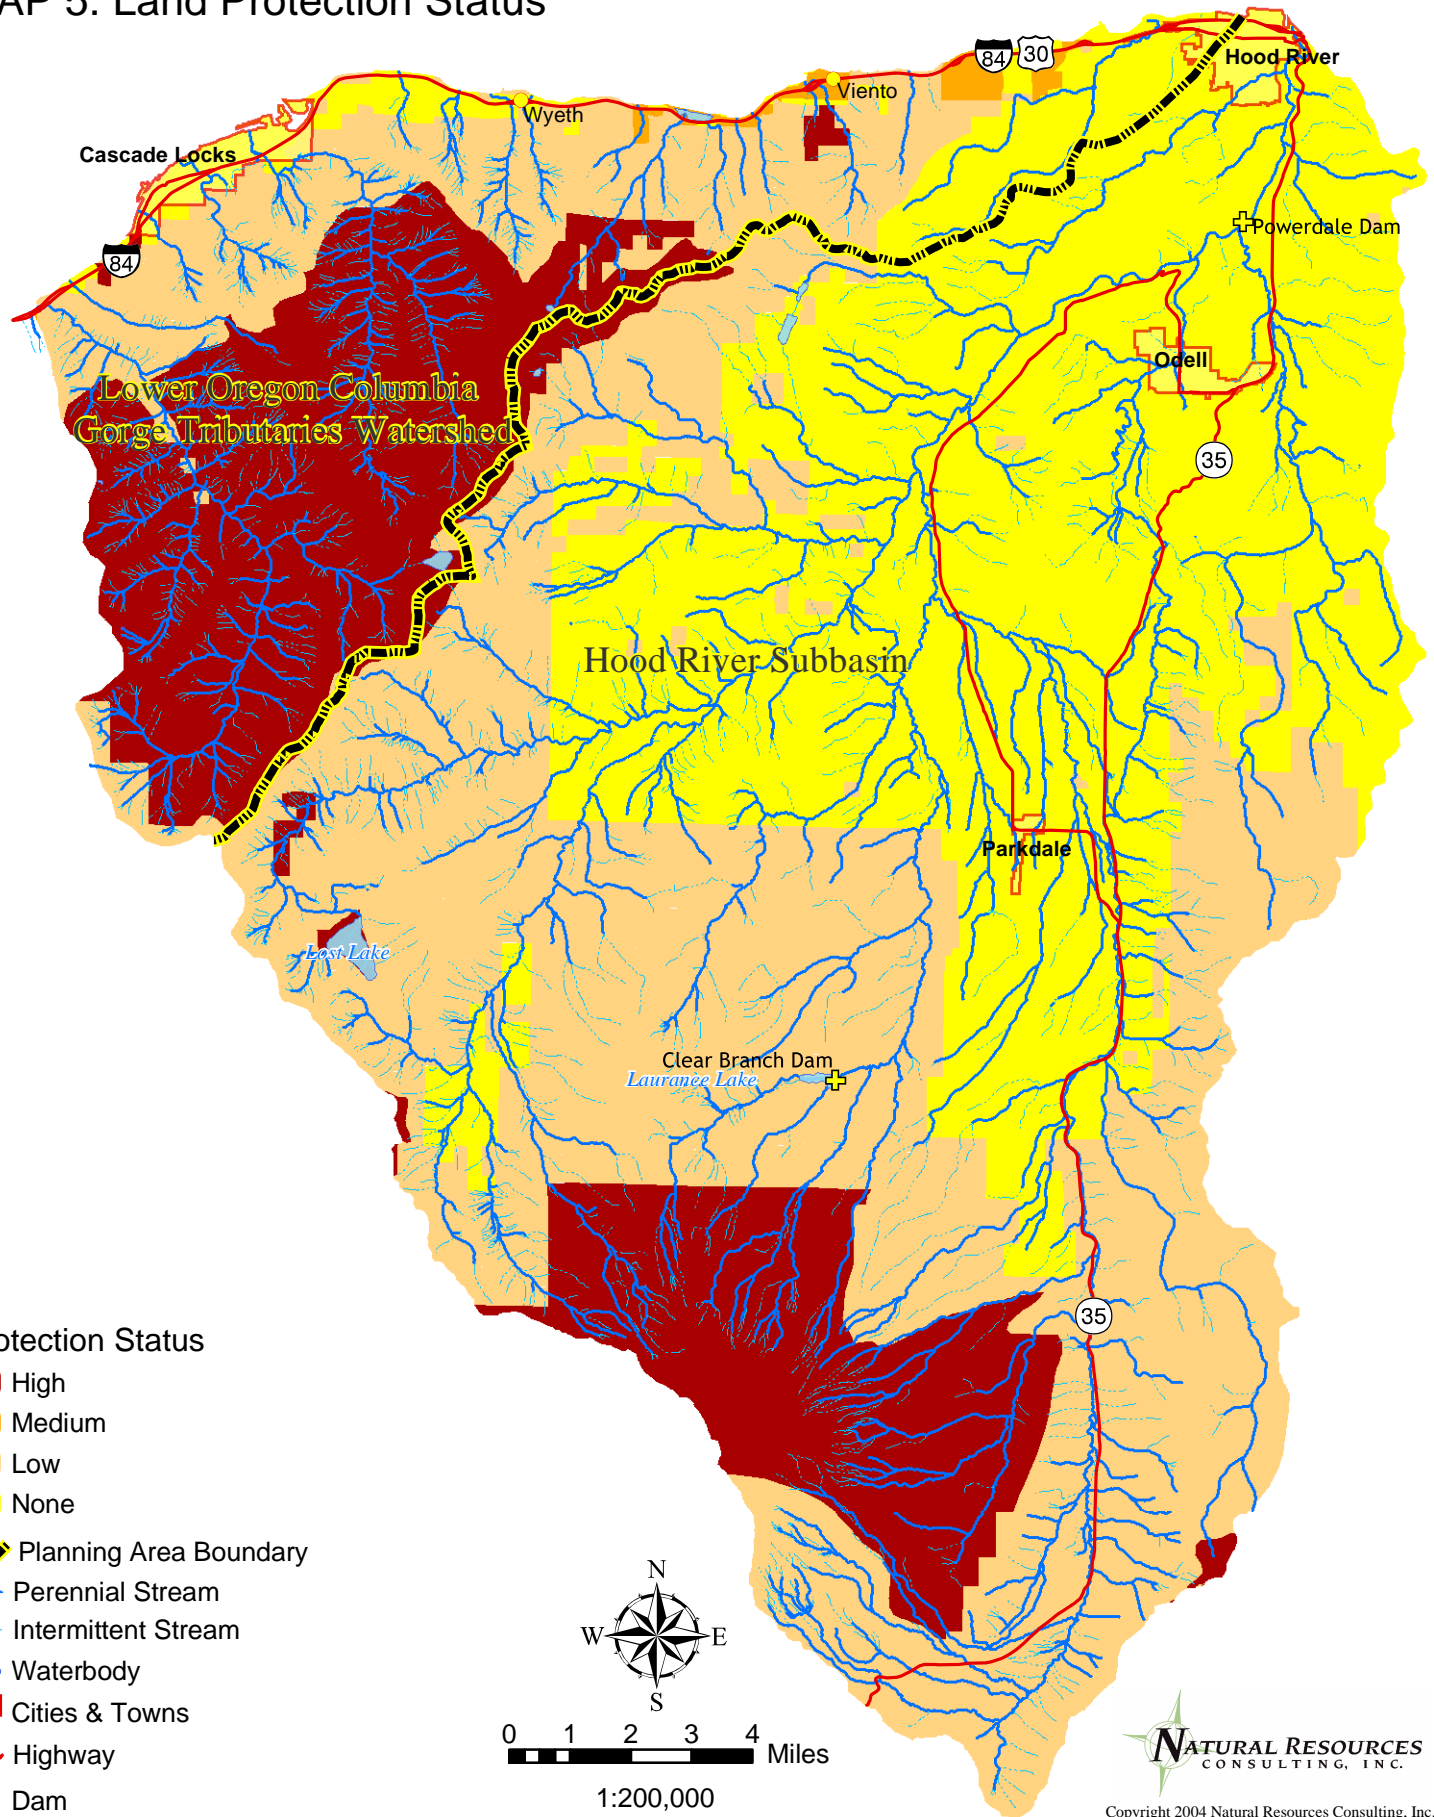 AP 5: Land Protection Status
84
30
Hood River
Viento
Wyeth
Cascade Locks
84
Powerdale Dam
Odell
Lower Oregon Columbia
Gorge Tributaries Watershed
35
Hood River Subbasin
Parkdale
Lost Lake
Clear Branch Dam
Laurance Lake
35
otection Status
High
Medium
Low
None
Planning Area Boundary
Perennial Stream
Intermittent Stream
Waterbody
Cities & Towns
Highway
Dam
N
W E
S
0 1 2 3 4
Miles
1:200,000
NATURAL RESOURCES
CONSULTING, INC.
Copyright 2004 Natural Resources Consulting, Inc.